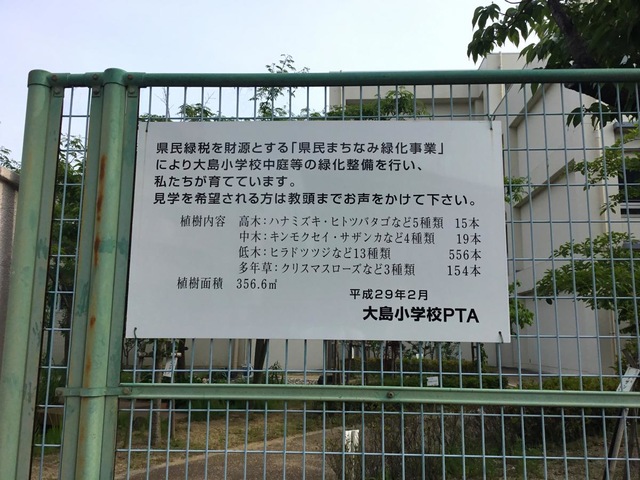 県民緑税を財源とする「県民まちなみ緑化事業」
により大島小学校中庭等の緑化整備を行い、
私たちが育てています。
見学を希望される方は教頭までお声をかけて下さい。
植樹内容 高木：ハナミズキ・ヒトツバタゴなど5種類 15本
中木：キンモクセイ・サザンカなど4種類 19本
低木：ヒラドツツジなど13種類 556本
多年草：クリスマスローズなど3種類 154本
植樹面積 356.6㎡
平成29年2月
大島小学校PTA